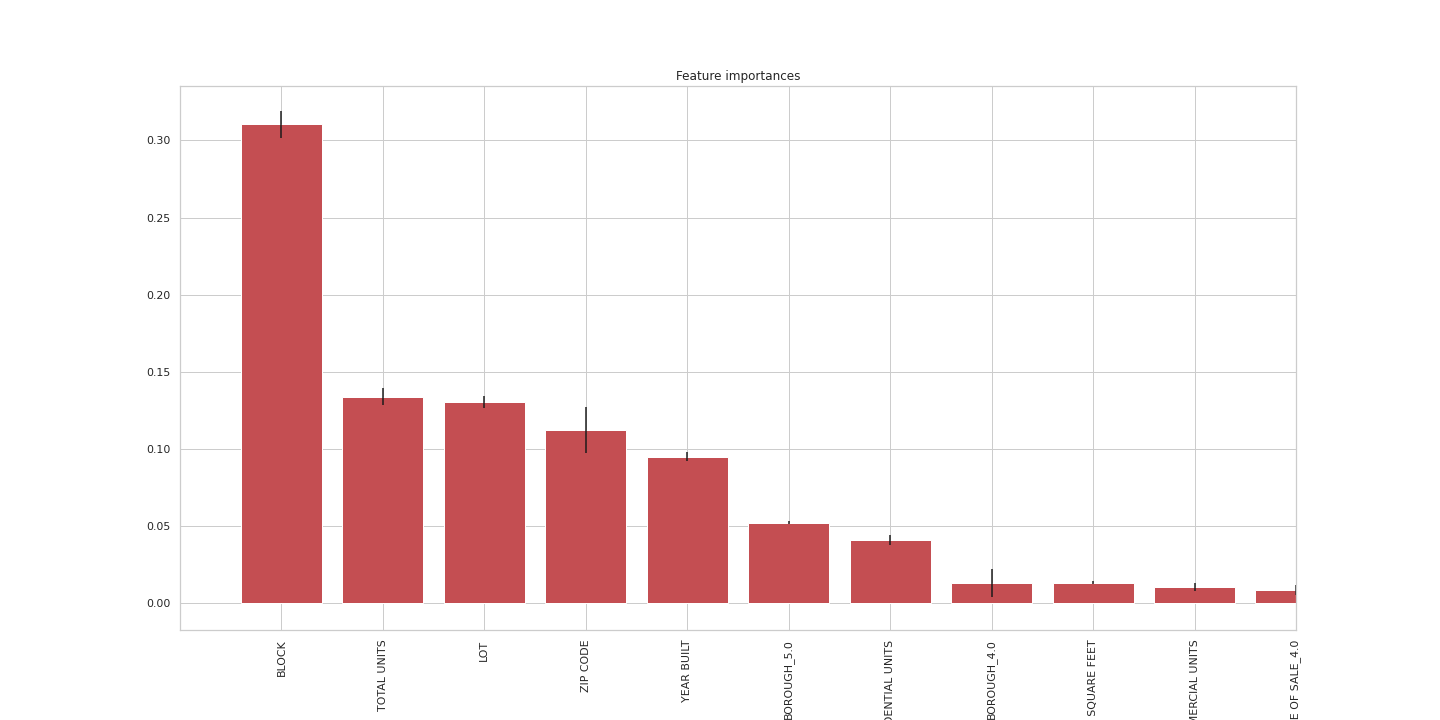 Feature importances
0.30
0.25
0.20
0.15
0.10
0.05
0.00
BLOCK
TOTAL UNITS
LOT
ZIP CODE
YEAR BUILT
BOROUGH_5.0
DENTIAL UNITS
BOROUGH_4.0
SQUARE FEET
MERCIAL UNITS
E OF SALE_4.0